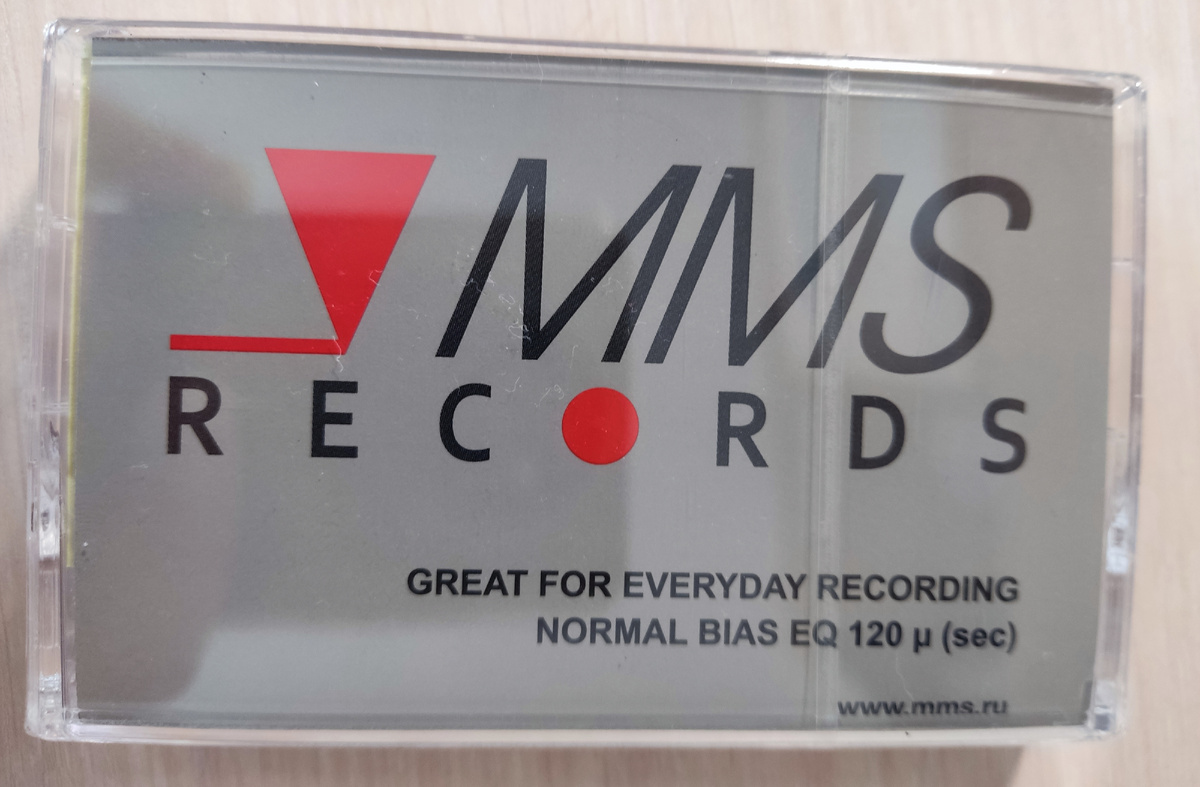 MMS
RECORDS
GREAT FOR EVERYDAY RECORDING
NORMAL BIAS EQ 120 µ (sec)
www.mms.ru